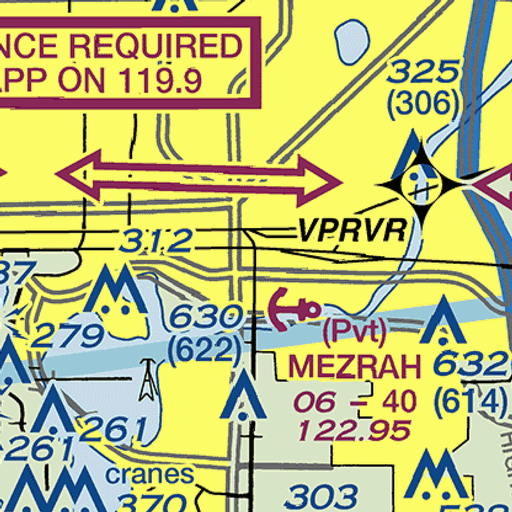 NCE REQUIRED
APP ON 119.9
325
(306)
VPRVR
312
37
279
630
(622)
(Pvt)
MEZRAH
06 – 40
122.95
632
(614)
261
261
cranes
370
303